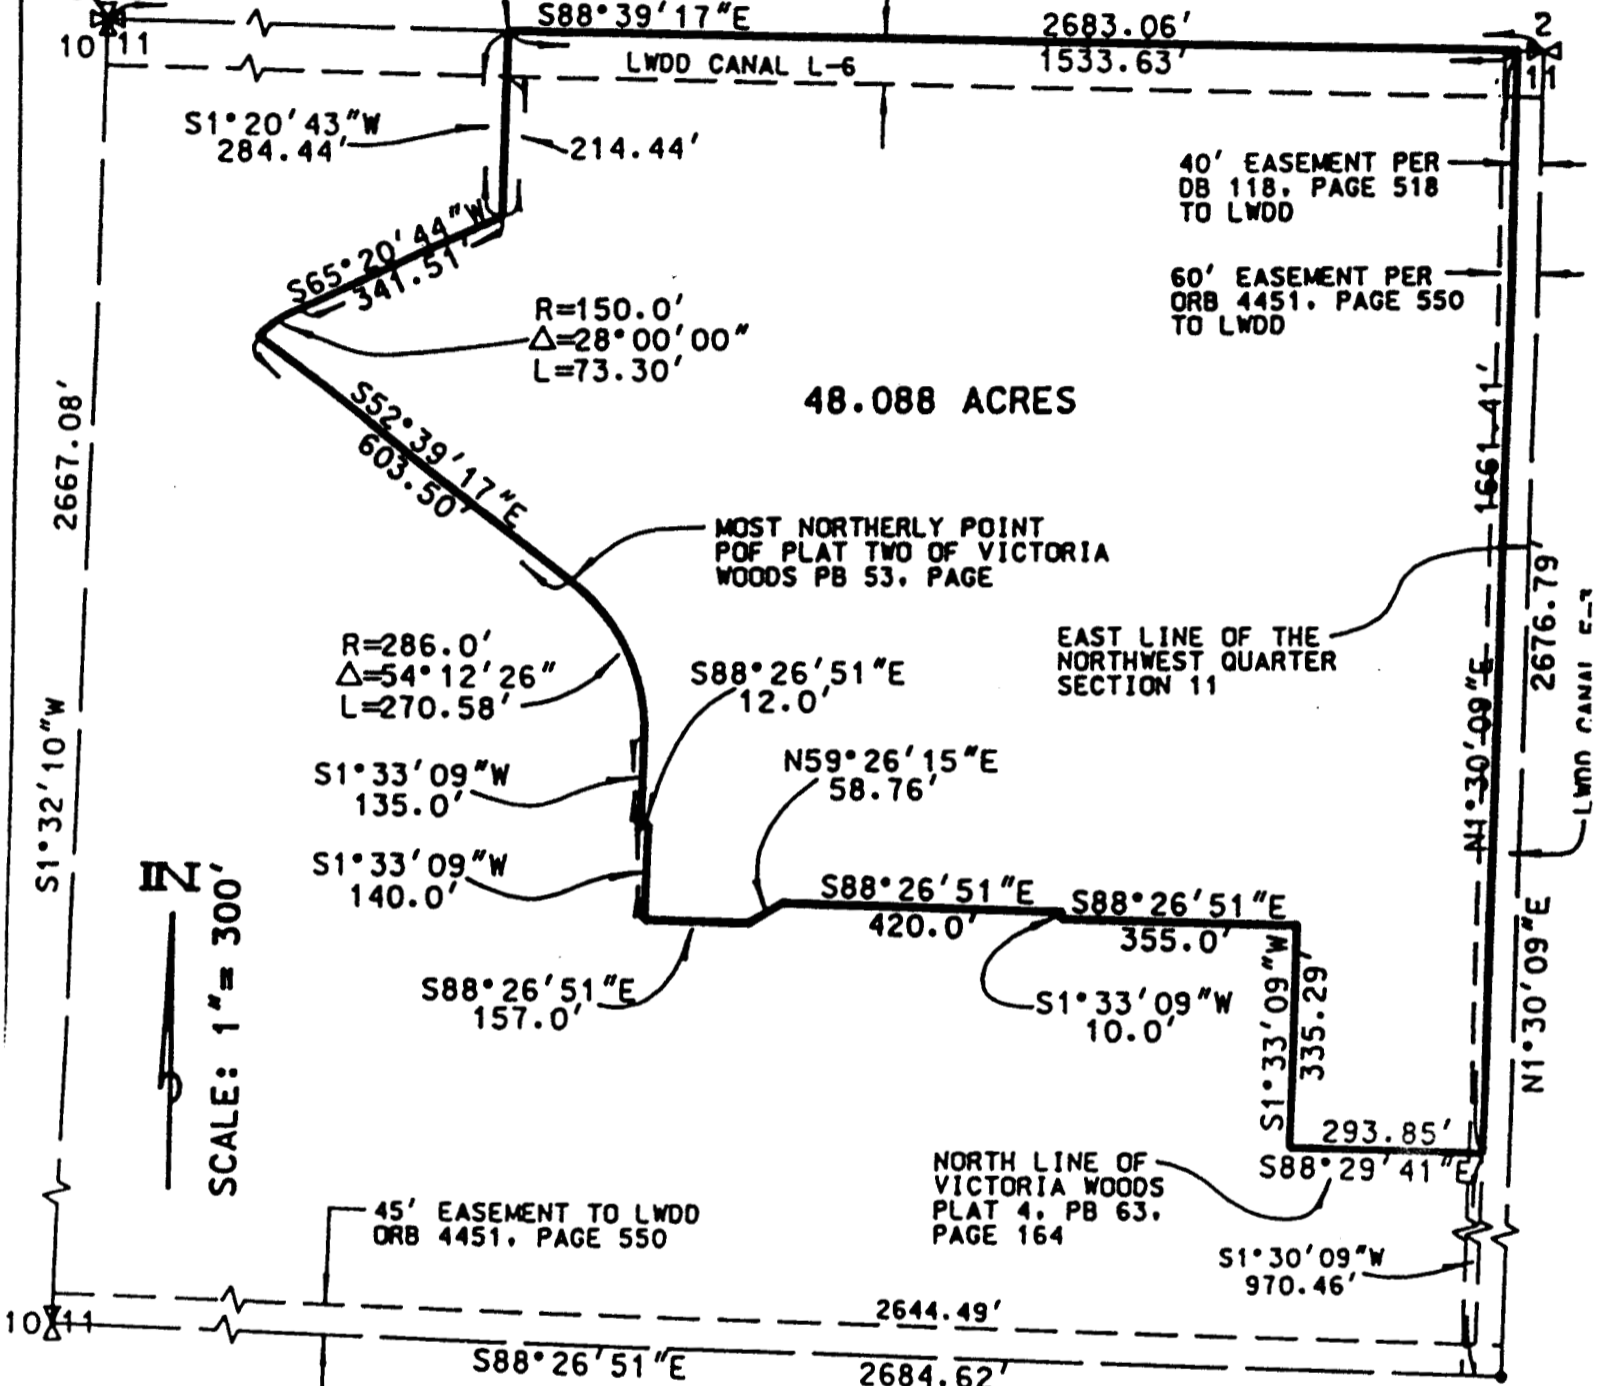 S88°39'17"E
2683.06'
2
10 11
LWDD CANAL L-6
1533.63'
11
S1°20'43"W
284.44'
214.44'
40' EASEMENT PER
DB 118, PAGE 518
TO LWDD
S65°20'44"W
341.51'
60' EASEMENT PER
ORB 4451, PAGE 550
TO LWDD
R=150.0'
Δ=28°00'00"
L=73.30'
48.088 ACRES
2667.08'
S52°39'17"E
603.50'
1661.41'
MOST NORTHERLY POINT
POF PLAT TWO OF VICTORIA
WOODS PB 53, PAGE
2676.79'
R=286.0'
Δ=54°12'26"
L=270.58'
EAST LINE OF THE
NORTHWEST QUARTER
SECTION 11
S88°26'51"E
12.0'
N1°30'09"E
LWDD CANAL E-3
S1°32'10"W
S1°33'09"W
135.0'
N59°26'15"E
58.76'
S1°33'09"W
140.0'
N
SCALE: 1"= 300'
S88°26'51"E
420.0'
S88°26'51"E
355.0'
S88°26'51"E
157.0'
S1°33'09"W
10.0'
S1°33'09"W
335.29'
N1°30'09"E
293.85'
S88°29'41"E
NORTH LINE OF
VICTORIA WOODS
PLAT 4, PB 63,
PAGE 164
45' EASEMENT TO LWDD
ORB 4451, PAGE 550
S1°30'09"W
970.46'
10 11
2644.49'
S88°26'51"E
2684.62'